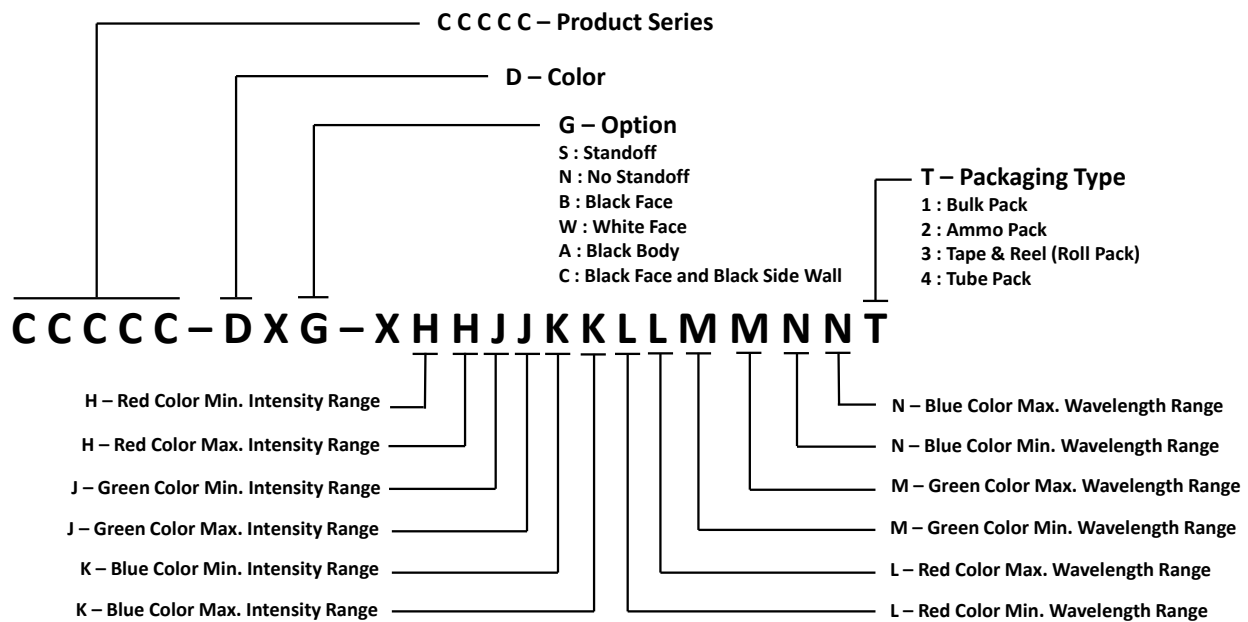 C C C C C – Product Series
D – Color
G – Option
S : Standoff
N : No Standoff
B : Black Face
W : White Face
A : Black Body
C : Black Face and Black Side Wall
T – Packaging Type
1 : Bulk Pack
2 : Ammo Pack
3 : Tape & Reel (Roll Pack)
4 : Tube Pack
C C C C C – D X G – X H H J J K K L L M M N N T
H – Red Color Min. Intensity Range
H – Red Color Max. Intensity Range
J – Green Color Min. Intensity Range
J – Green Color Max. Intensity Range
K – Blue Color Min. Intensity Range
K – Blue Color Max. Intensity Range
N – Blue Color Max. Wavelength Range
N – Blue Color Min. Wavelength Range
M – Green Color Max. Wavelength Range
M – Green Color Min. Wavelength Range
L – Red Color Max. Wavelength Range
L – Red Color Min. Wavelength Range